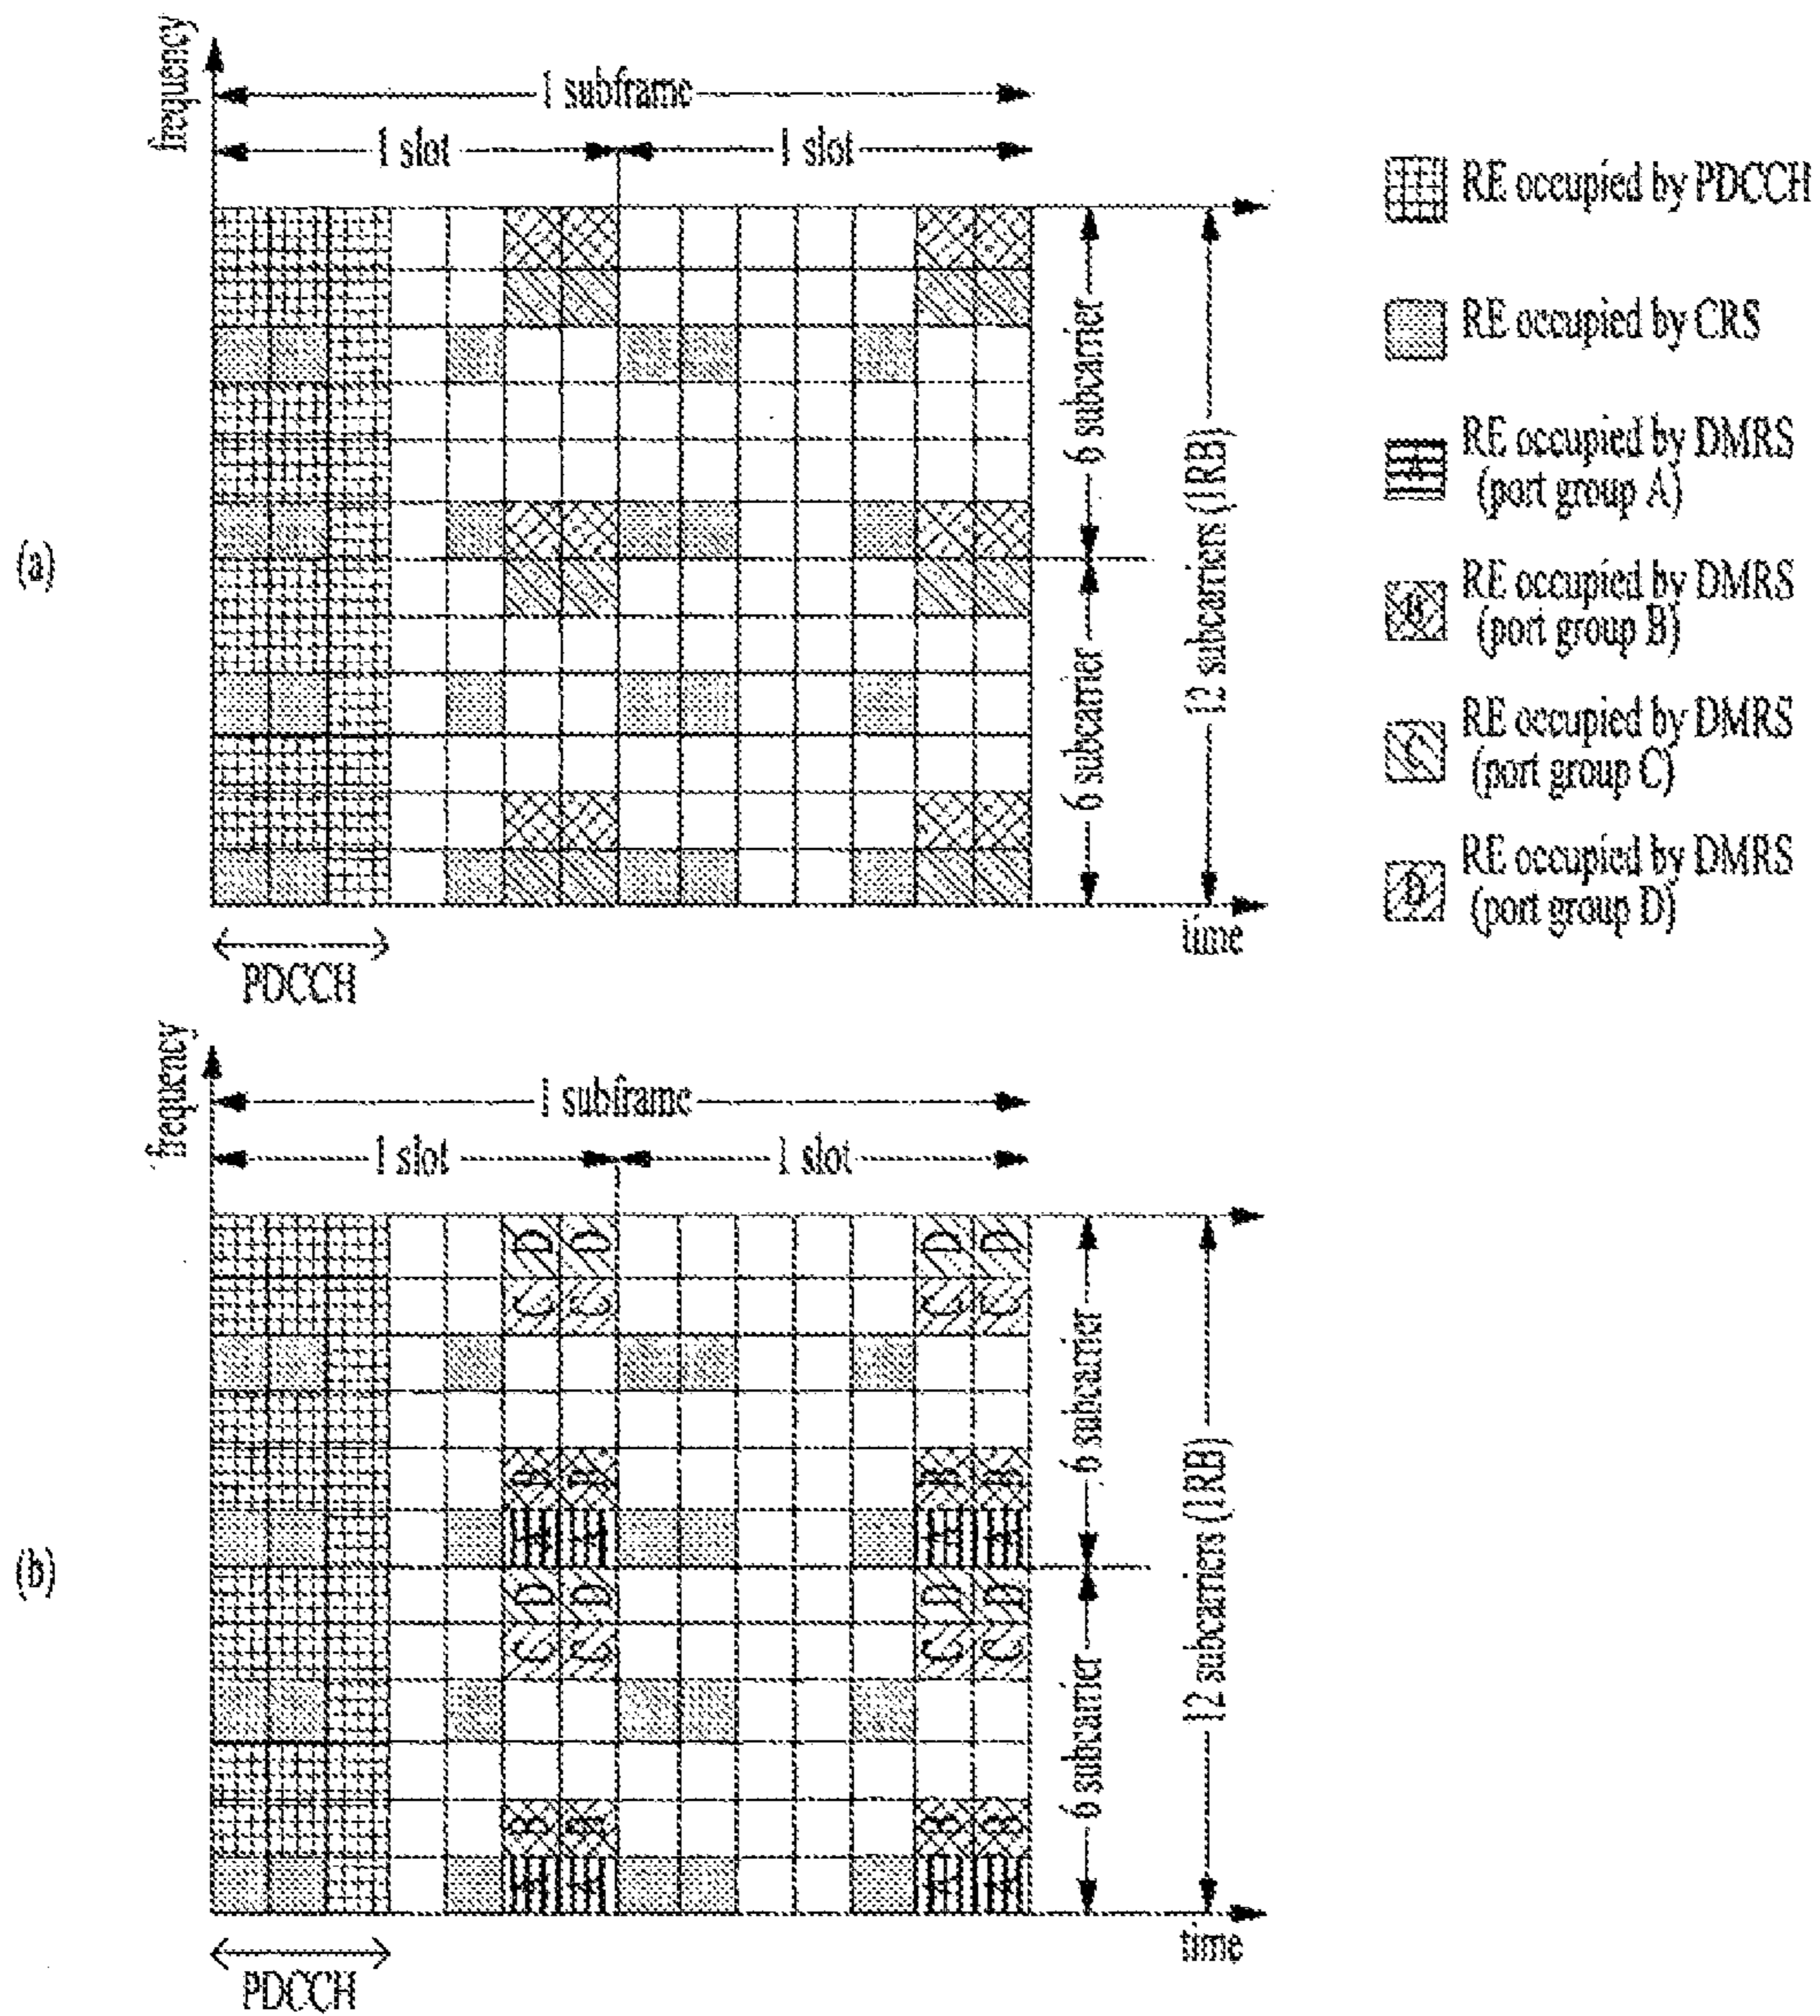 frequency
1 subframe
1 slot
1 slot
6 subcarrier
6 subcarrier
12 subcarriers (1RB)
time
PDCCH
(a)
RE occupied by PDCCH
RE occupied by CRS
RE occupied by DMRS
(port group A)
B
RE occupied by DMRS
(port group B)
C
RE occupied by DMRS
(port group C)
D
RE occupied by DMRS
(port group D)
frequency
1 subframe
1 slot
1 slot
D D D D
C C C C
B B B B
D D D D
C C C C
B B B B
6 subcarrier
6 subcarrier
12 subcarriers (1RB)
time
PDCCH
(b)